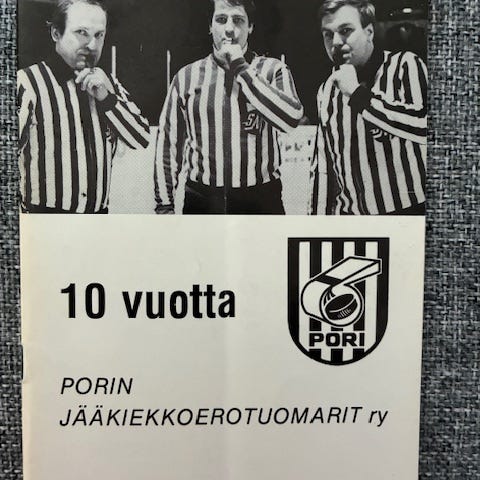 10 vuotta
PORI
PORIN
JÄÄKIEKKOEROTUOMARIT ry